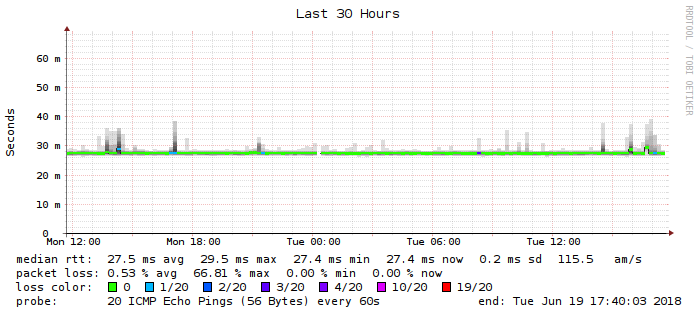 Last 30 Hours
RRDTOOL / TOBI OETIKER
Seconds
60 m
50 m
40 m
30 m
20 m
10 m
0
Mon 12:00 Mon 18:00 Tue 00:00 Tue 06:00 Tue 12:00
median rtt: 27.5 ms avg 29.5 ms max 27.4 ms min 27.4 ms now 0.2 ms sd 115.5 am/s
packet loss: 0.53 % avg 66.81 % max 0.00 % min 0.00 % now
loss color: 0 1/20 2/20 3/20 4/20 10/20 19/20
probe: 20 ICMP Echo Pings (56 Bytes) every 60s end: Tue Jun 19 17:40:03 2018